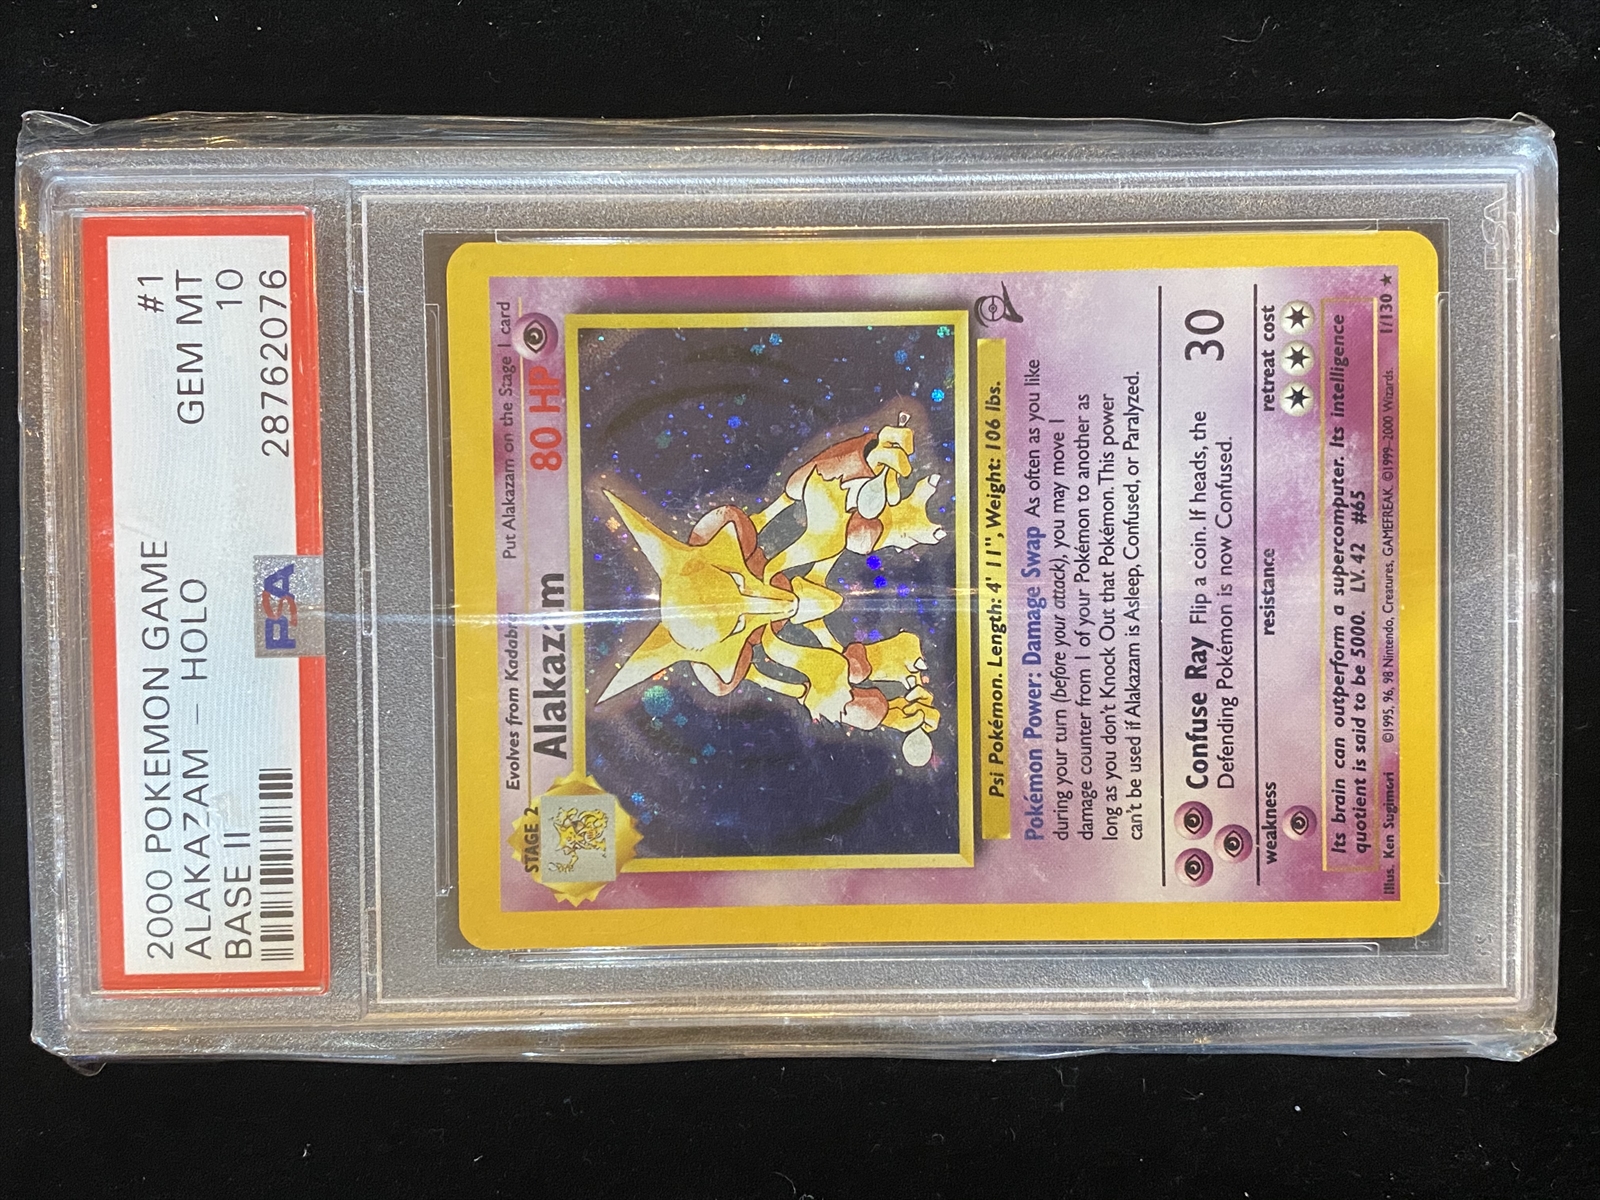 2000 POKEMON GAME #1
ALAKAZAM - HOLO GEM MT
BASE II 10
28762076
PSA
Evolves from Kadabra Put Alakazam on the Stage 1 card
STAGE 2
Alakazam 80 HP
Psi Pokémon. Length: 4' 11", Weight: 106 lbs.
Pokémon Power: Damage Swap As often as you like
during your turn (before your attack), you may move 1
damage counter from 1 of your Pokémon to another as
long as you don't Knock Out that Pokémon. This power
can't be used if Alakazam is Asleep, Confused, or Paralyzed.
Confuse Ray Flip a coin. If heads, the
Defending Pokémon is now Confused.
30
weakness resistance retreat cost
Its brain can outperform a supercomputer. Its intelligence
quotient is said to be 5000. LV. 42 #65
Illus. Ken Sugimori ©1995, 96, 98 Nintendo, Creatures, GAMEFREAK. ©1999-2000 Wizards. 1/130 ★